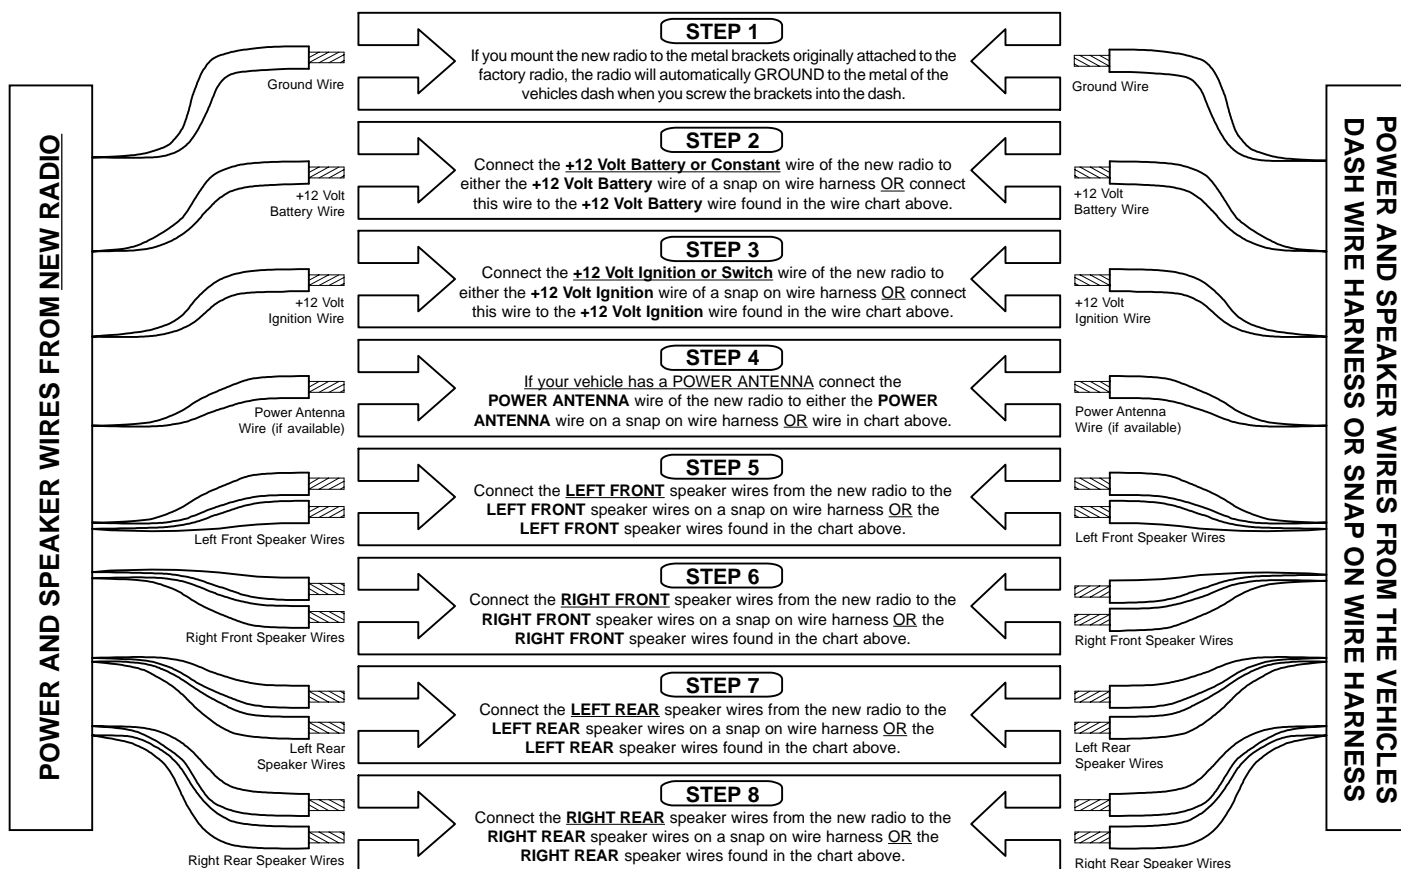 POWER AND SPEAKER WIRES FROM NEW RADIO
STEP 1
If you mount the new radio to the metal brackets originally attached to the
factory radio, the radio will automatically GROUND to the metal of the
vehicles dash when you screw the brackets into the dash.
Ground Wire
Ground Wire
STEP 2
Connect the +12 Volt Battery or Constant wire of the new radio to
either the +12 Volt Battery wire of a snap on wire harness OR connect
this wire to the +12 Volt Battery wire found in the wire chart above.
+12 Volt
Battery Wire
+12 Volt
Battery Wire
STEP 3
Connect the +12 Volt Ignition or Switch wire of the new radio to
either the +12 Volt Ignition wire of a snap on wire harness OR connect
this wire to the +12 Volt Ignition wire found in the wire chart above.
+12 Volt
Ignition Wire
+12 Volt
Ignition Wire
STEP 4
If your vehicle has a POWER ANTENNA connect the
POWER ANTENNA wire of the new radio to either the POWER
ANTENNA wire on a snap on wire harness OR wire in chart above.
Power Antenna
Wire (if available)
Power Antenna
Wire (if available)
STEP 5
Connect the LEFT FRONT speaker wires from the new radio to the
LEFT FRONT speaker wires on a snap on wire harness OR the
LEFT FRONT speaker wires found in the chart above.
Left Front Speaker Wires
Left Front Speaker Wires
STEP 6
Connect the RIGHT FRONT speaker wires from the new radio to the
RIGHT FRONT speaker wires on a snap on wire harness OR the
RIGHT FRONT speaker wires found in the chart above.
Right Front Speaker Wires
Right Front Speaker Wires
STEP 7
Connect the LEFT REAR speaker wires from the new radio to the
LEFT REAR speaker wires on a snap on wire harness OR the
LEFT REAR speaker wires found in the chart above.
Left Rear
Speaker Wires
Left Rear
Speaker Wires
STEP 8
Connect the RIGHT REAR speaker wires from the new radio to the
RIGHT REAR speaker wires on a snap on wire harness OR the
RIGHT REAR speaker wires found in the chart above.
Right Rear Speaker Wires
Right Rear Speaker Wires
POWER AND SPEAKER WIRES FROM THE VEHICLES
DASH WIRE HARNESS OR SNAP ON WIRE HARNESS